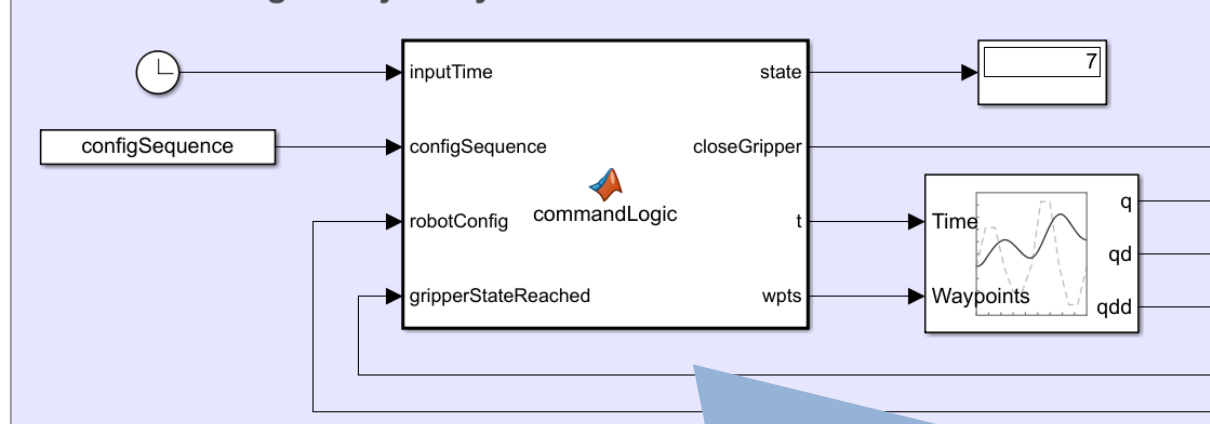 inputTime
state
7
configSequence
configSequence
closeGripper
commandLogic
robotConfig
t
Time
q
qd
gripperStateReached
wpts
Waypoints
qdd